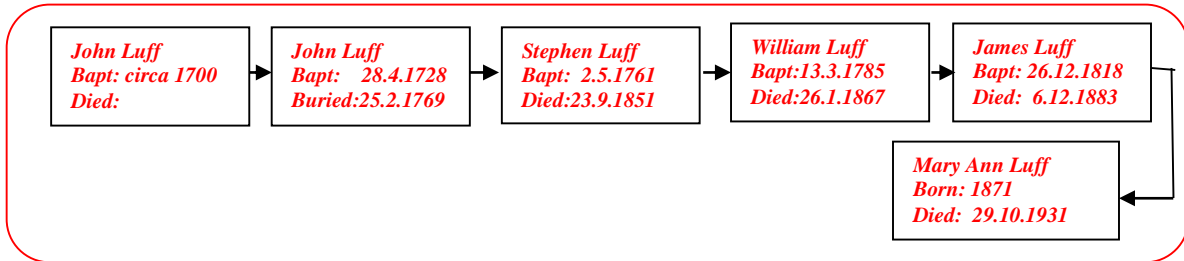 John Luff
Bapt: circa 1700
Died:
John Luff
Bapt: 28.4.1728
Buried:25.2.1769
Stephen Luff
Bapt: 2.5.1761
Died:23.9.1851
William Luff
Bapt:13.3.1785
Died:26.1.1867
James Luff
Bapt: 26.12.1818
Died: 6.12.1883
Mary Ann Luff
Born: 1871
Died: 29.10.1931